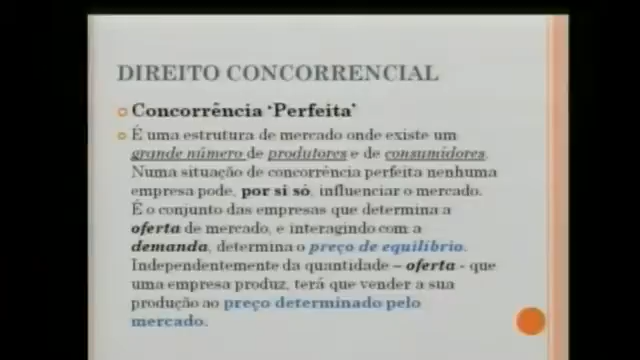 DIREITO CONCORRENCIAL
Concorrência 'Perfeita'
É uma estrutura de mercado onde existe um
grande número de produtores e de consumidores.
Numa situação de concorrência perfeita nenhuma
empresa pode, por si só, influenciar o mercado.
É o conjunto das empresas que determina a
oferta de mercado, e interagindo com a
demanda, determina o preço de equilíbrio.
Independentemente da quantidade – oferta - que
uma empresa produz, terá que vender a sua
produção ao preço determinado pelo
mercado.